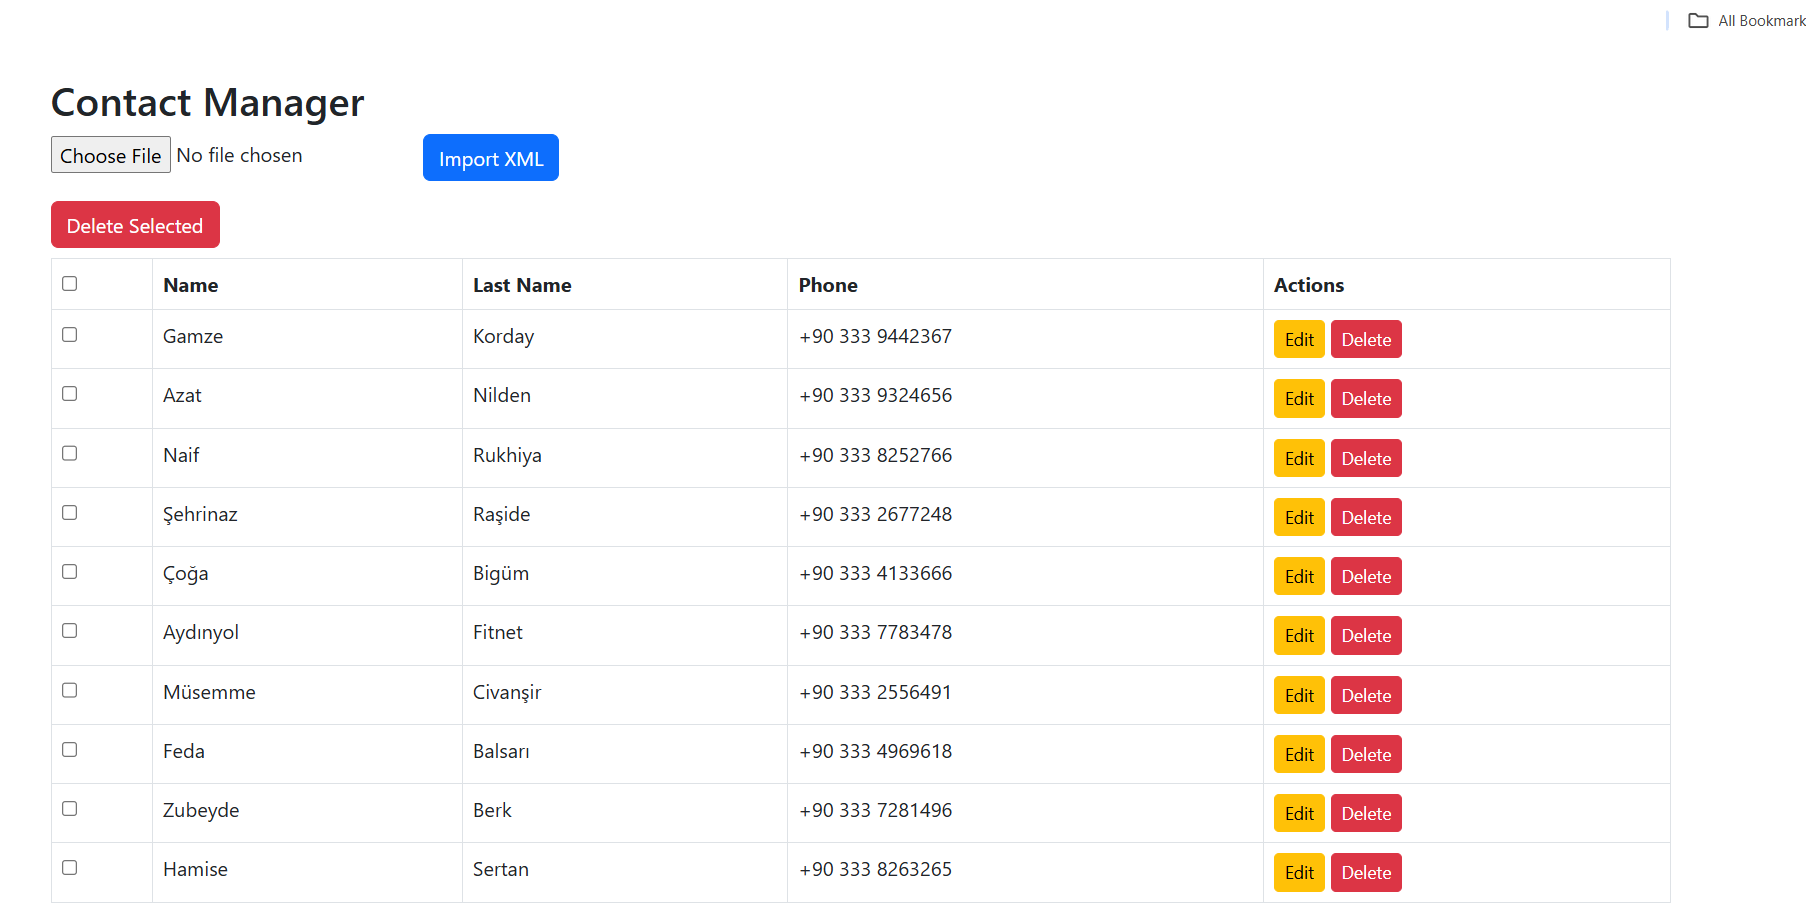 All Bookmark
Contact Manager
Choose File No file chosen Import XML
Delete Selected
Name Last Name Phone Actions
Gamze Korday +90 333 9442367 Edit Delete
Azat Nilden +90 333 9324656 Edit Delete
Naif Rukhiya +90 333 8252766 Edit Delete
Şehrinaz Raşide +90 333 2677248 Edit Delete
Çoğa Bigüm +90 333 4133666 Edit Delete
Aydınyol Fitnet +90 333 7783478 Edit Delete
Müsemme Civanşir +90 333 2556491 Edit Delete
Feda Balsarı +90 333 4969618 Edit Delete
Zubeyde Berk +90 333 7281496 Edit Delete
Hamise Sertan +90 333 8263265 Edit Delete